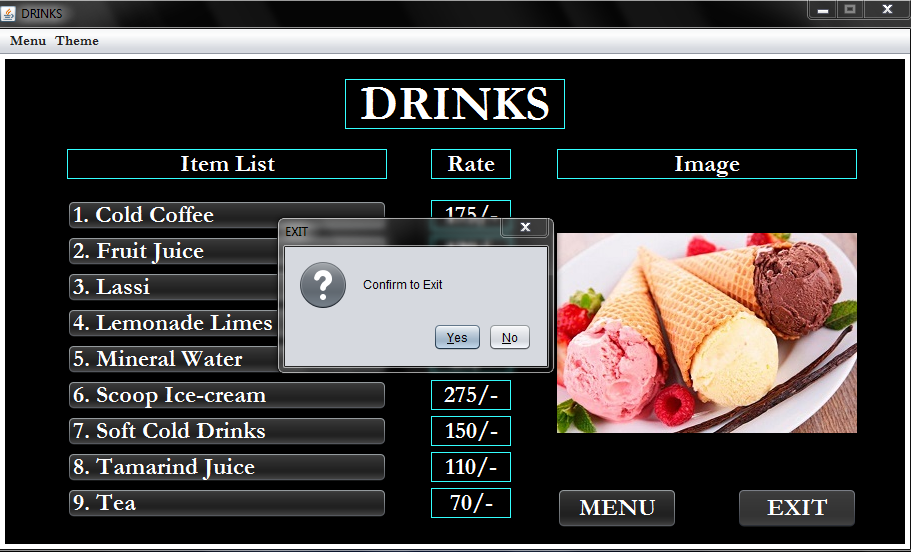 DRINKS
Menu Theme
DRINKS
Item List Rate Image
1. Cold Coffee 175/-
2. Fruit Juice
3. Lassi
4. Lemonade Limes
5. Mineral Water
EXIT
Confirm to Exit
Yes No
6. Scoop Ice-cream 275/-
7. Soft Cold Drinks 150/-
8. Tamarind Juice 110/-
9. Tea 70/-
MENU EXIT